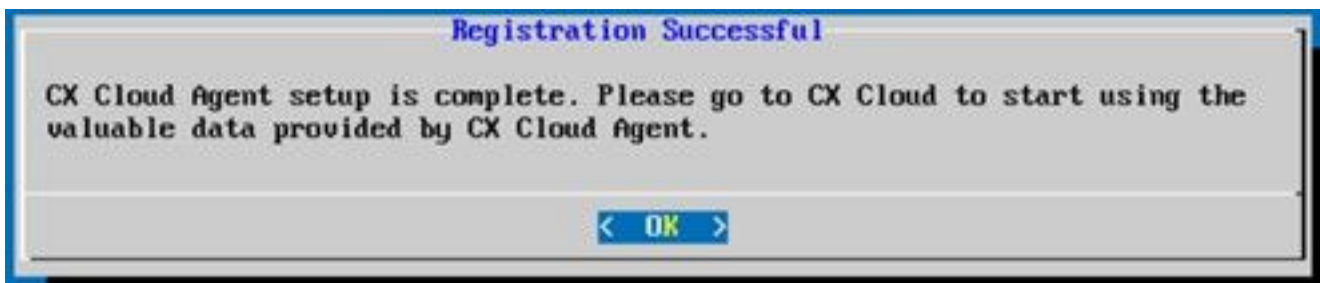 Registration Successful
CX Cloud Agent setup is complete. Please go to CX Cloud to start using the
valuable data provided by CX Cloud Agent.
< OK >